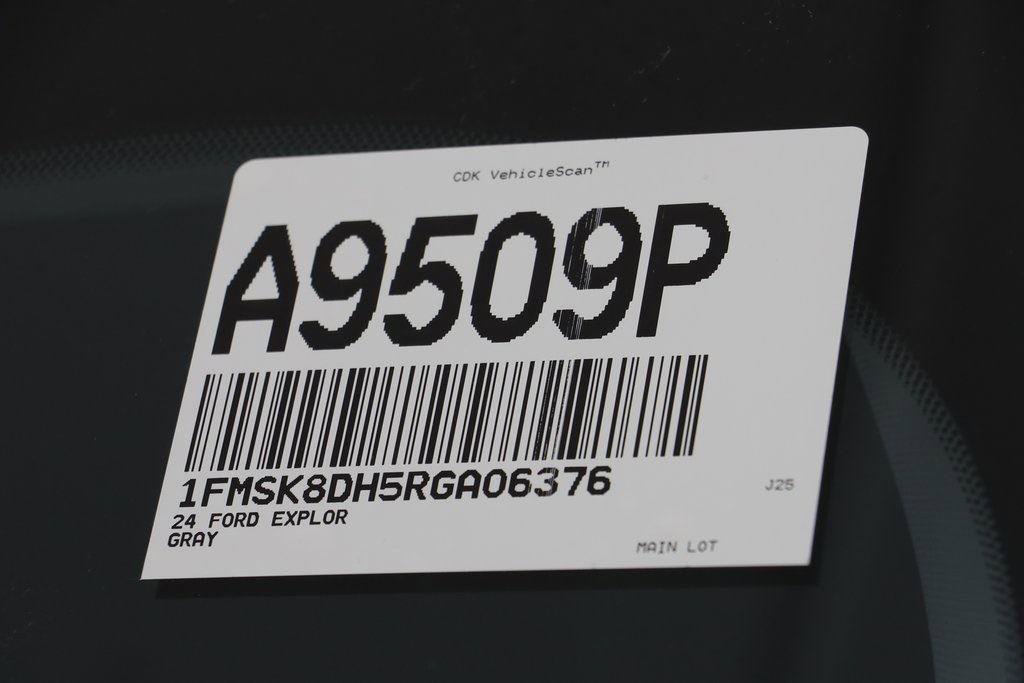 CDK VehicleScan™
A9509P
1FMSK8DH5RGA06376
24 FORD EXPLOR
GRAY
J25
MAIN LOT